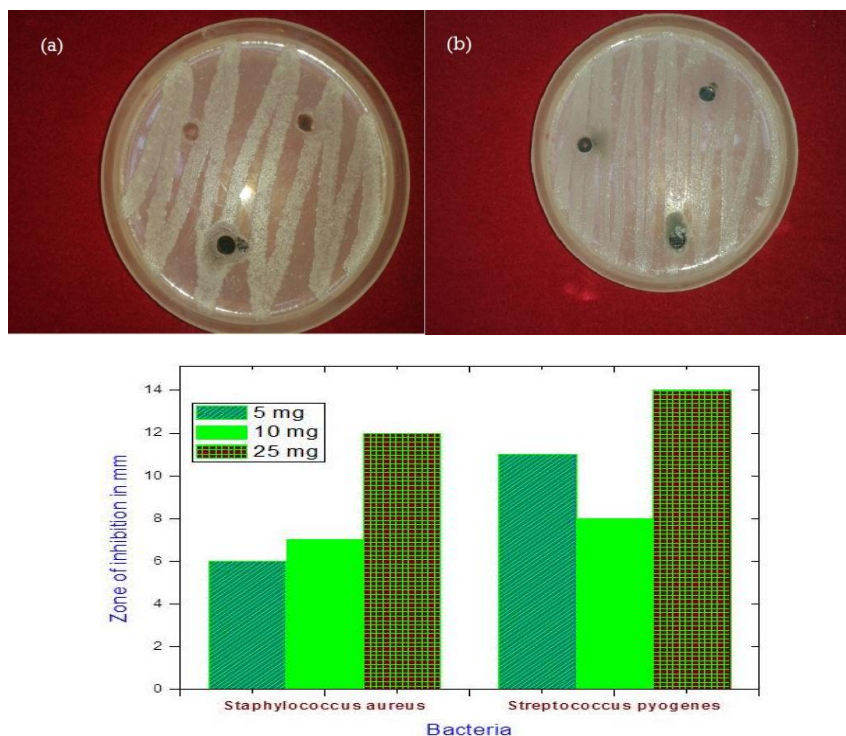 (a)
(b)
14
12
10
8
6
4
2
0
5 mg
10 mg
25 mg
Zone of inhibition in mm
Staphylococcus aureus
Streptococcus pyogenes
Bacteria